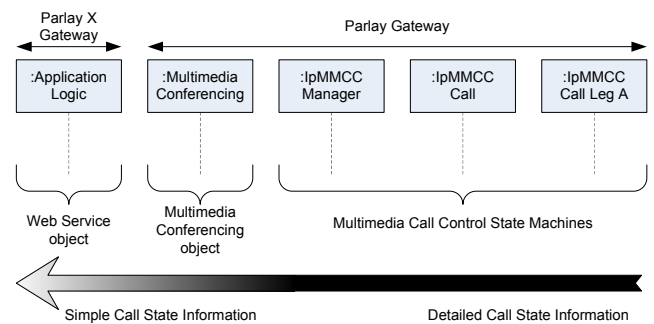 Parlay X
Gateway
Parlay Gateway
:Application
Logic
:Multimedia
Conferencing
:IpMMCC
Manager
:IpMMCC
Call
:IpMMCC
Call Leg A
Web Service
object
Multimedia
Conferencing
object
Multimedia Call Control State Machines
Simple Call State Information
Detailed Call State Information